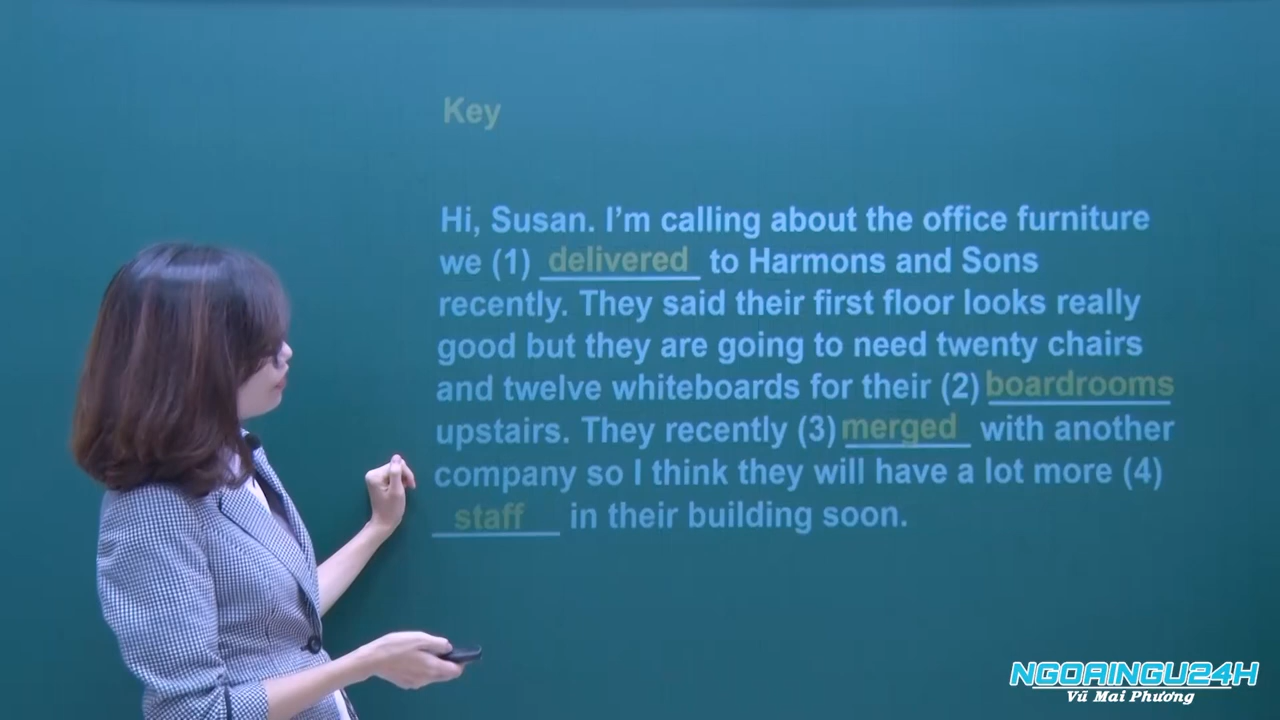 Key
Hi, Susan. I’m calling about the office furniture
we (1) delivered to Harmons and Sons
recently. They said their first floor looks really
good but they are going to need twenty chairs
and twelve whiteboards for their (2) boardrooms
upstairs. They recently (3) merged with another
company so I think they will have a lot more (4)
staff in their building soon.
NGOAINGU24H
Vũ Mai Phương